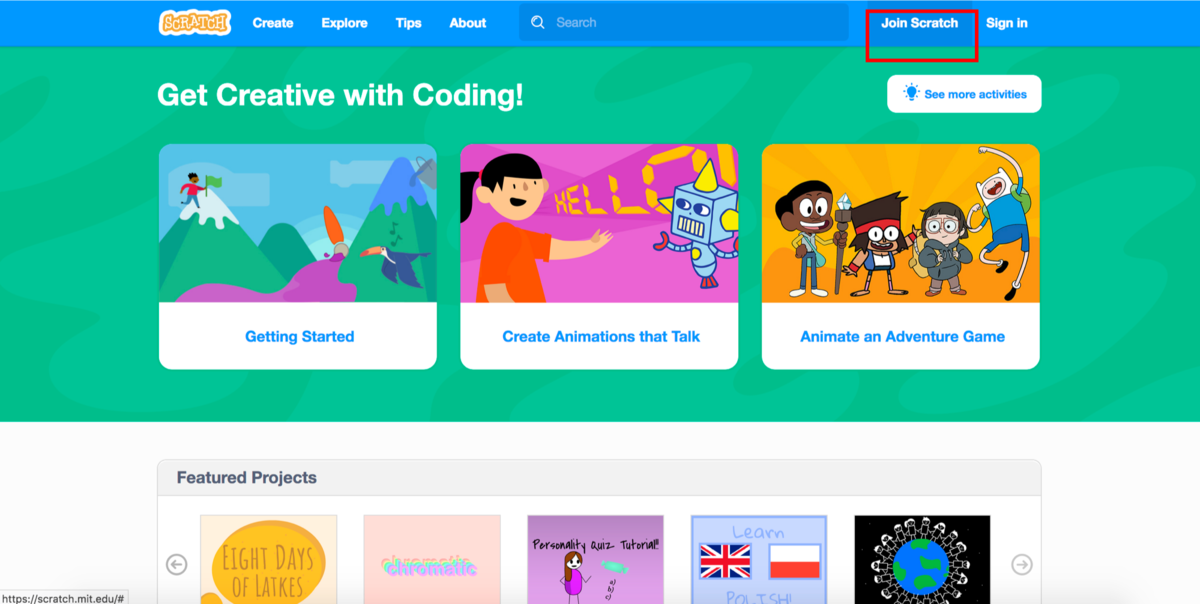 SCRATCH Create Explore Tips About Search Join Scratch Sign in
Get Creative with Coding!
See more activities
HELLO
Getting Started
Create Animations that Talk
Animate an Adventure Game
Featured Projects
EIGHT DAYS
OF LATKES
chromatic
Personality Quiz Tutorial!!
a)
b)
c)
Learn
POLISH!
https://scratch.mit.edu/#